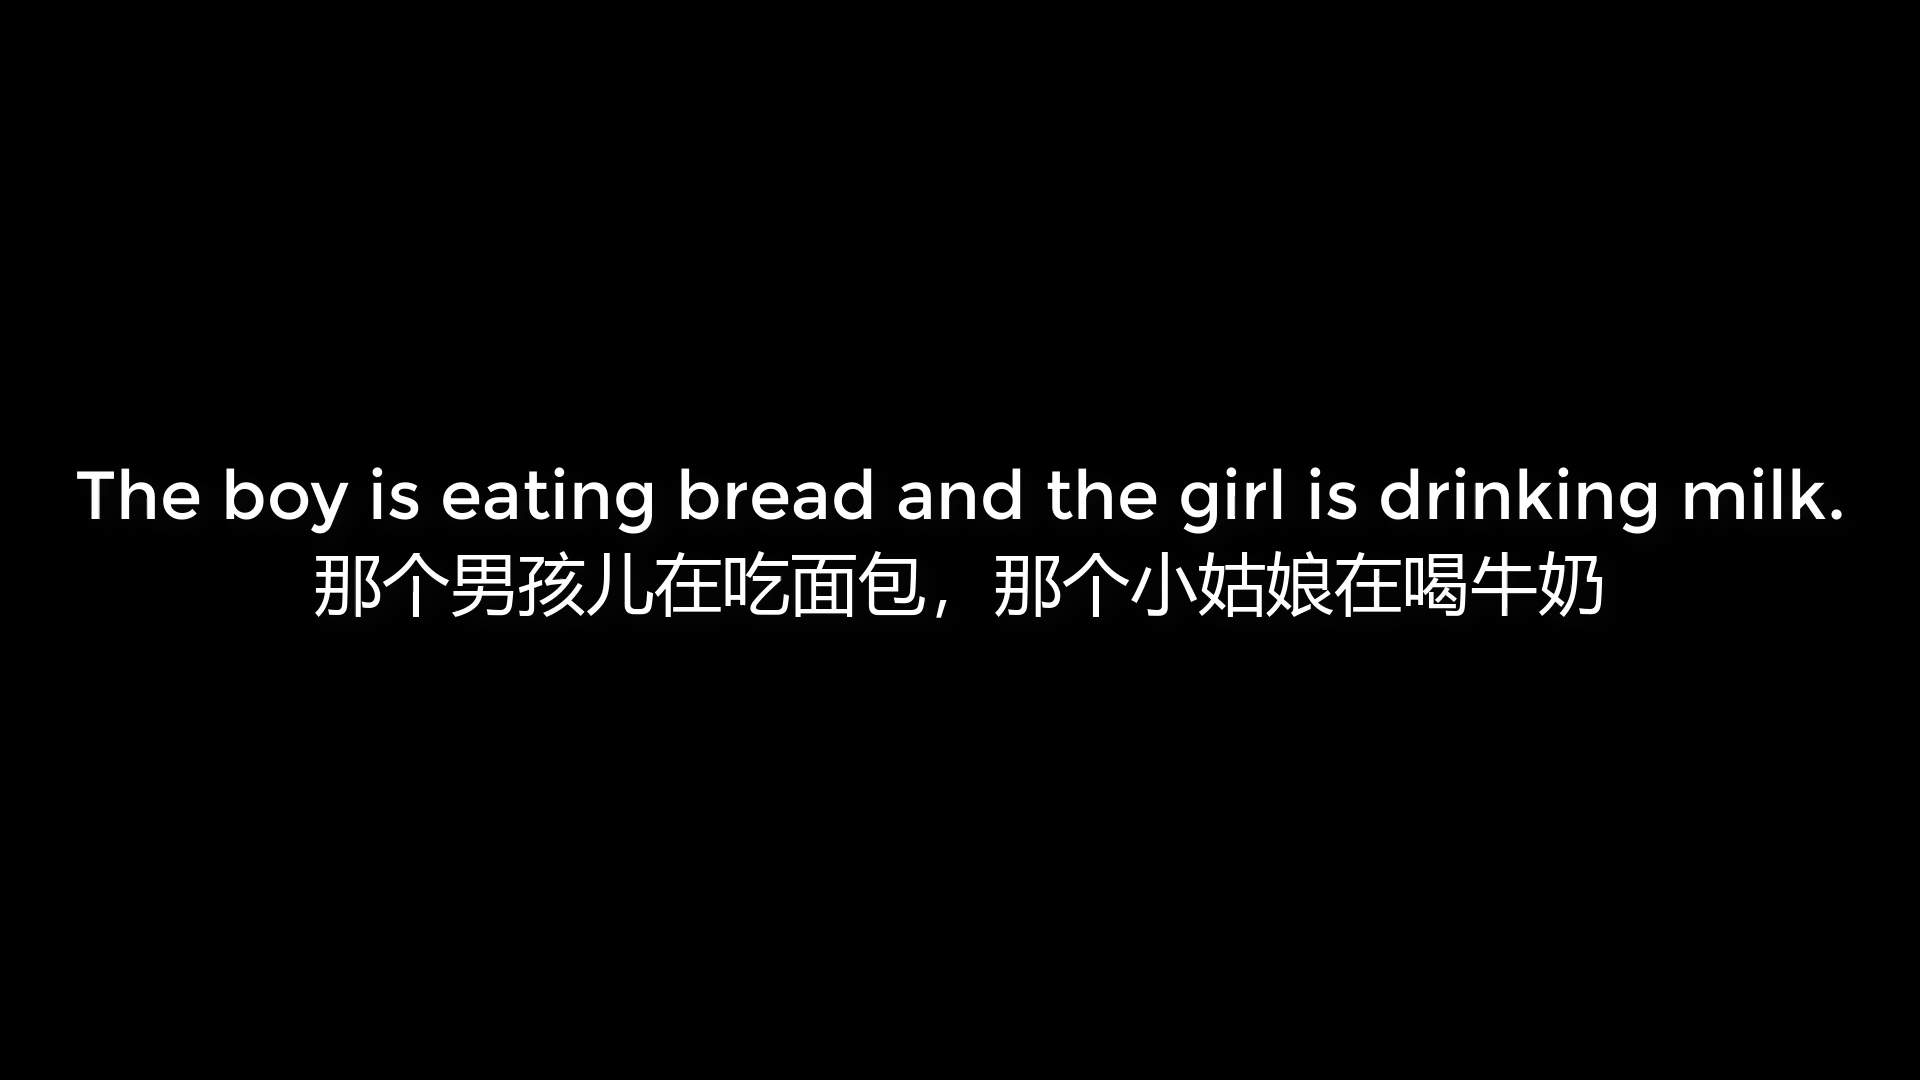 The boy is eating bread and the girl is drinking milk.
那个男孩儿在吃面包，那个小姑娘在喝牛奶